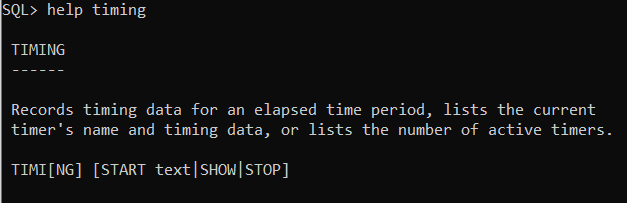 SQL> help timing
TIMING
------
Records timing data for an elapsed time period, lists the current
timer's name and timing data, or lists the number of active timers.
TIMI[NG] [START text|SHOW|STOP]